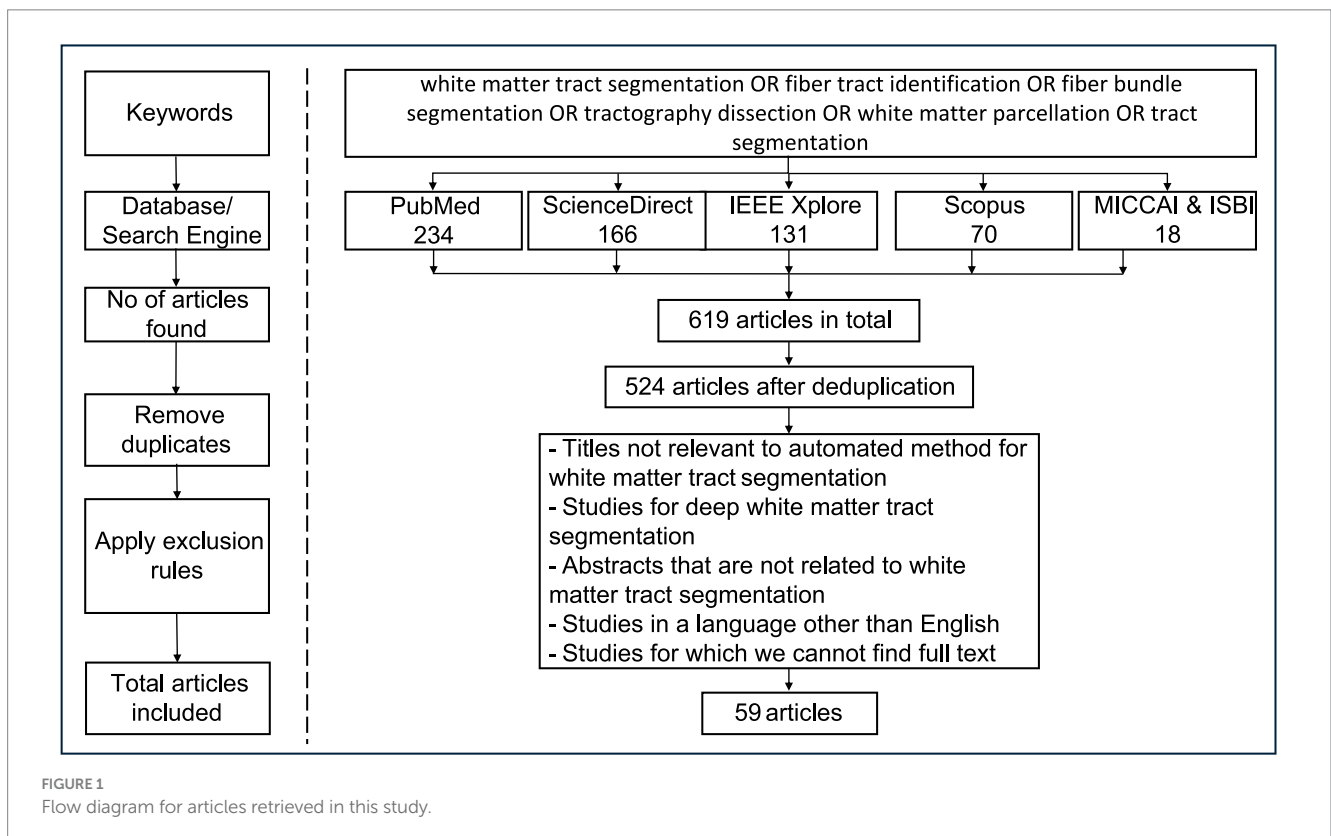 Keywords
white matter tract segmentation OR fiber tract identification OR fiber bundle
segmentation OR tractography dissection OR white matter parcellation OR tract
segmentation
Database/
Search Engine
PubMed
234
ScienceDirect
166
IEEE Xplore
131
Scopus
70
MICCAI & ISBI
18
No of articles
found
619 articles in total
Remove
duplicates
524 articles after deduplication
Apply exclusion
rules
- Titles not relevant to automated method for
white matter tract segmentation
- Studies for deep white matter tract
segmentation
- Abstracts that are not related to white
matter tract segmentation
- Studies in a language other than English
- Studies for which we cannot find full text
Total articles
included
59 articles
FIGURE 1
Flow diagram for articles retrieved in this study.